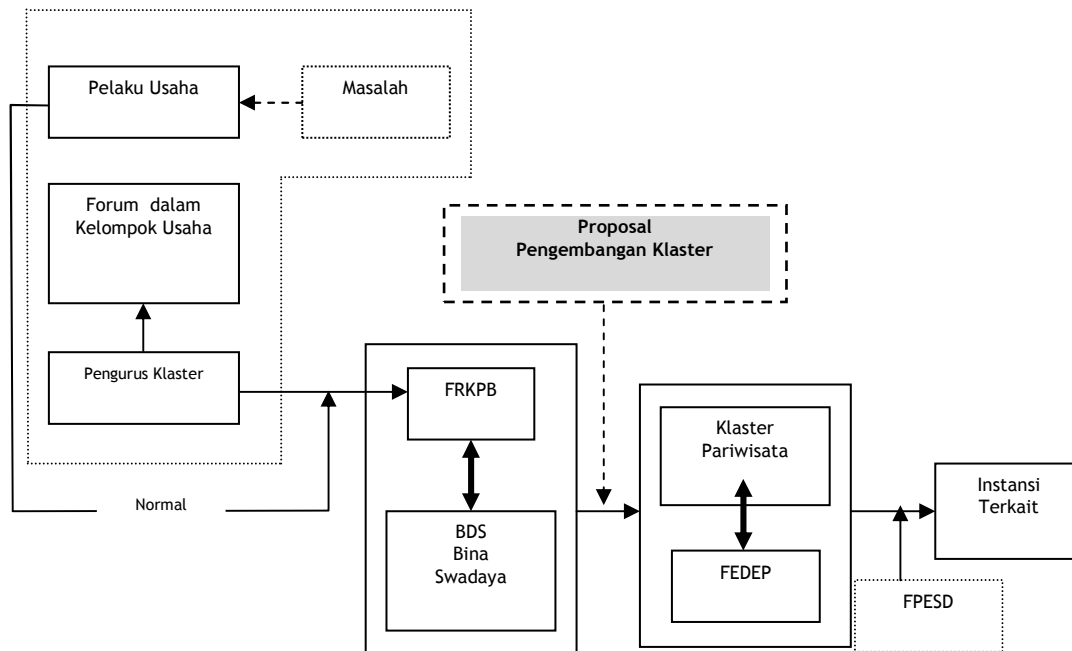 Pelaku Usaha
Masalah
Forum dalam
Kelompok Usaha
Proposal
Pengembangan Klaster
Pengurus Klaster
FRKPB
Klaster
Pariwisata
Instansi
Terkait
Normal
BDS
Bina
Swadaya
FEDEP
FPESD